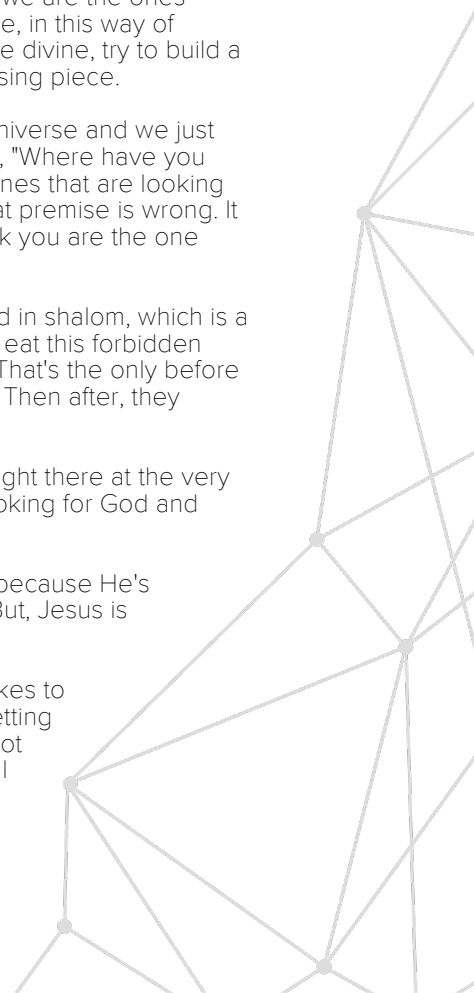 we are the ones
e, in this way of
e divine, try to build a
sing piece.
niverse and we just
, "Where have you
nes that are looking
at premise is wrong. It
k you are the one
d in shalom, which is a
eat this forbidden
That's the only before
Then after, they
ght there at the very
oking for God and
because He's
But, Jesus is
kes to
etting
ot
l